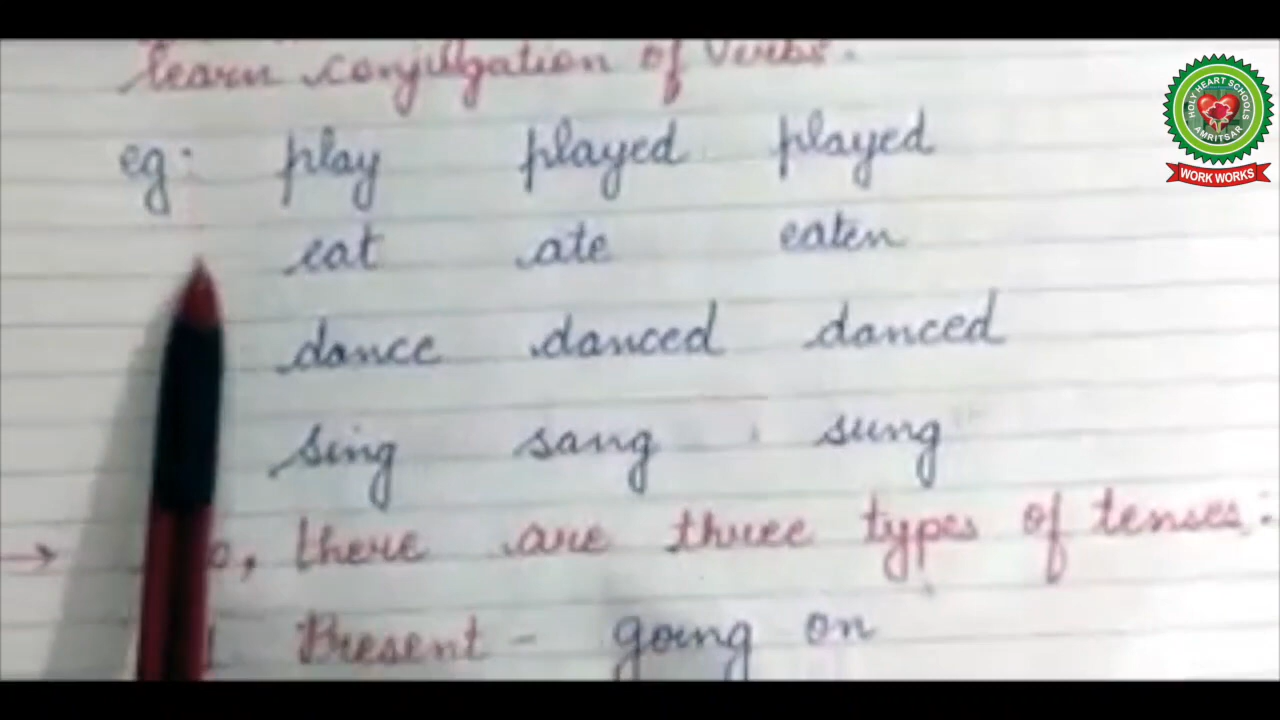 learn conjugation of Verbs.
eg: play played played
eat ate eaten
dance danced danced
sing sang sung
→ , there are three types of tenses:
Present - going on
HOLY HEART SCHOOLS
AMRITSAR
WORK WORKS